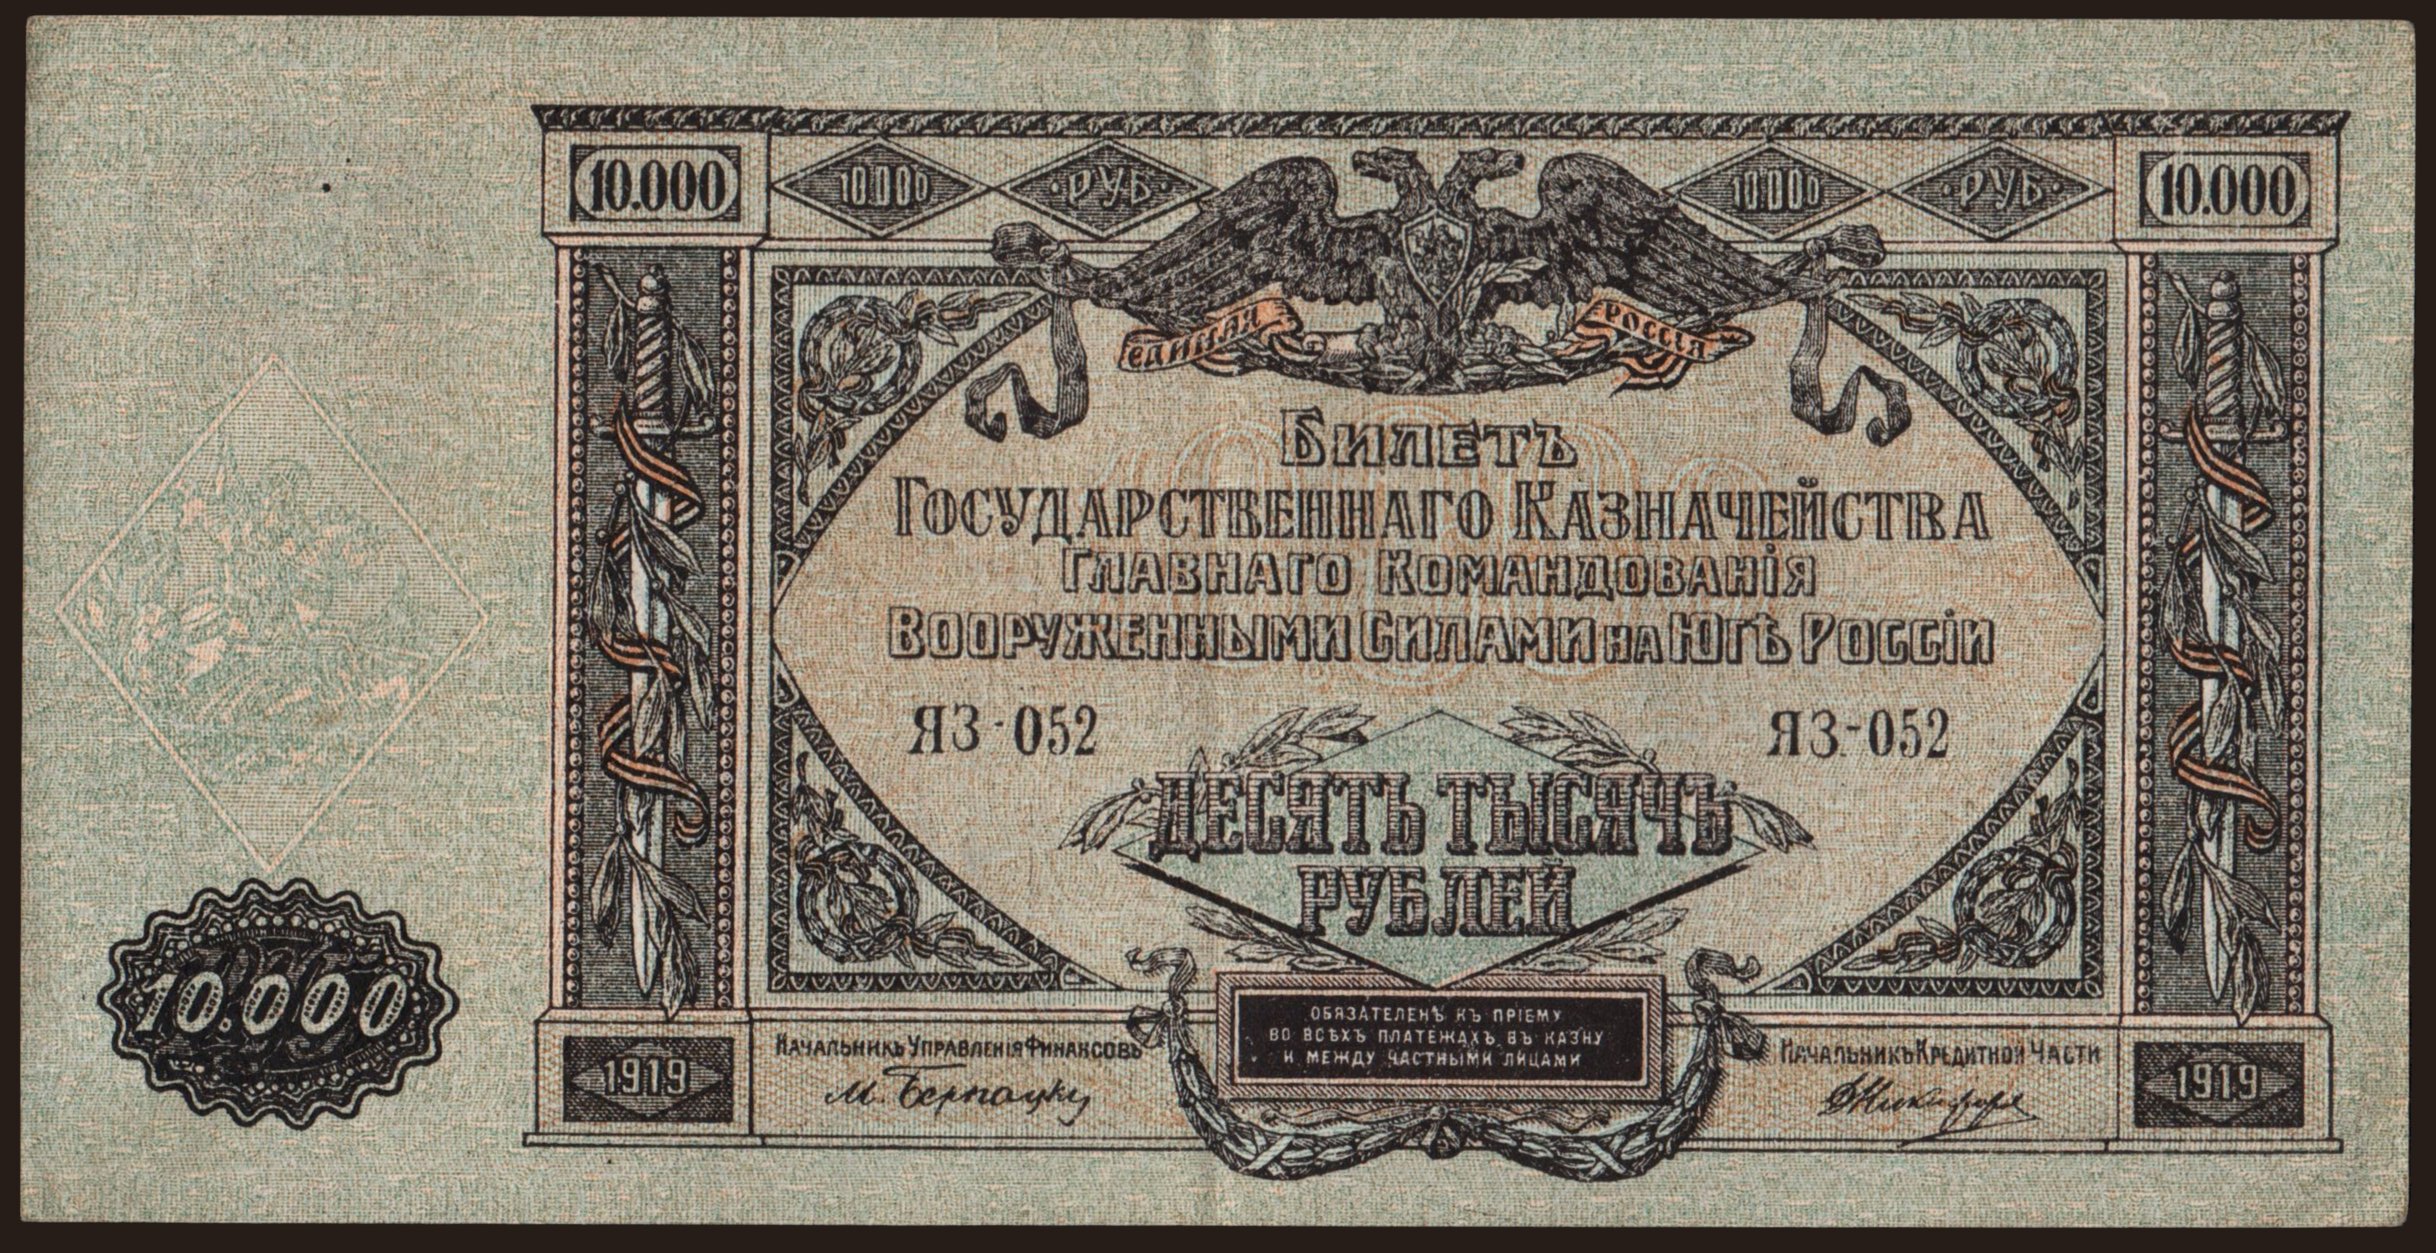 10.000 10.000 РУБ. 10.000 РУБ. 10.000
ЕДИНАЯ РОССІЯ
БИЛЕТЪ
ГОСУДАРСТВЕННАГО КАЗНАЧЕЙСТВА
ГЛАВНАГО КОМАНДОВАНІЯ
ВООРУЖЕННЫМИ СИЛАМИ НА ЮГѢ РОССІИ
ЯЗ-052 ЯЗ-052
ДЕСЯТЬ ТЫСЯЧЪ
РУБЛЕЙ
10.000
ОБЯЗАТЕЛЕНЪ КЪ ПРІЕМУ
ВО ВСѢХЪ ПЛАТЕЖАХЪ ВЪ КАЗНУ
И МЕЖДУ ЧАСТНЫМИ ЛИЦАМИ
1919 НАЧАЛЬНИКЪ УПРАВЛЕНІЯ ФИНАНСОВЪ НАЧАЛЬНИКЪ КРЕДИТНОЙ ЧАСТИ 1919
М. Бернацкій